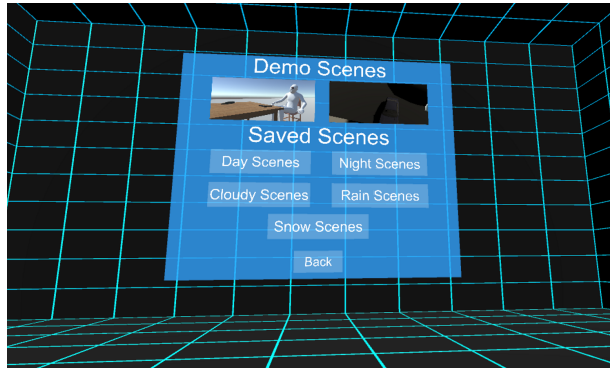 Demo Scenes
Saved Scenes
Day Scenes
Night Scenes
Cloudy Scenes
Rain Scenes
Snow Scenes
Back